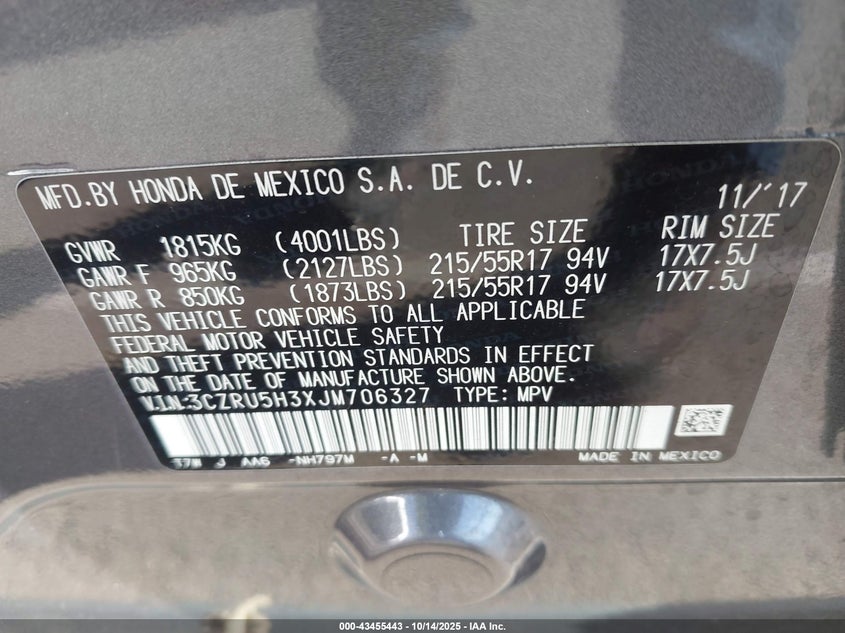 MFD.BY HONDA DE MEXICO S.A. DE C.V. 11/'17
GVWR 1815KG (4001LBS) TIRE SIZE RIM SIZE
GAWR F 965KG (2127LBS) 215/55R17 94V 17X7.5J
GAWR R 850KG (1873LBS) 215/55R17 94V 17X7.5J
THIS VEHICLE CONFORMS TO ALL APPLICABLE
FEDERAL MOTOR VEHICLE SAFETY
AND THEFT PREVENTION STANDARDS IN EFFECT
ON THE DATE OF MANUFACTURE SHOWN ABOVE.
V.I.N:3CZRU5H3XJM706327 TYPE: MPV
T7W J AA6 -NH797M -A -M MADE IN MEXICO
000-43455443 - 10/14/2025 - IAA Inc.